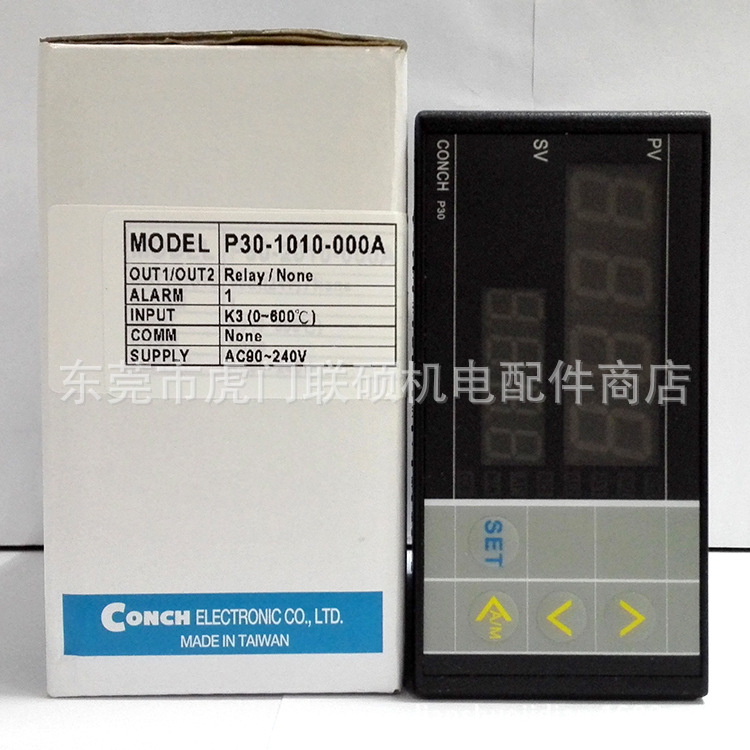 MODEL P30-1010-000A
OUT1/OUT2 Relay / None
ALARM 1
INPUT K3 (0~600℃)
COMM None
SUPPLY AC90~240V
东莞市虎门联硕机电配件商店
CONCH ELECTRONIC CO., LTD.
MADE IN TAIWAN
PV
SV
CONCH P30
SET
A/M